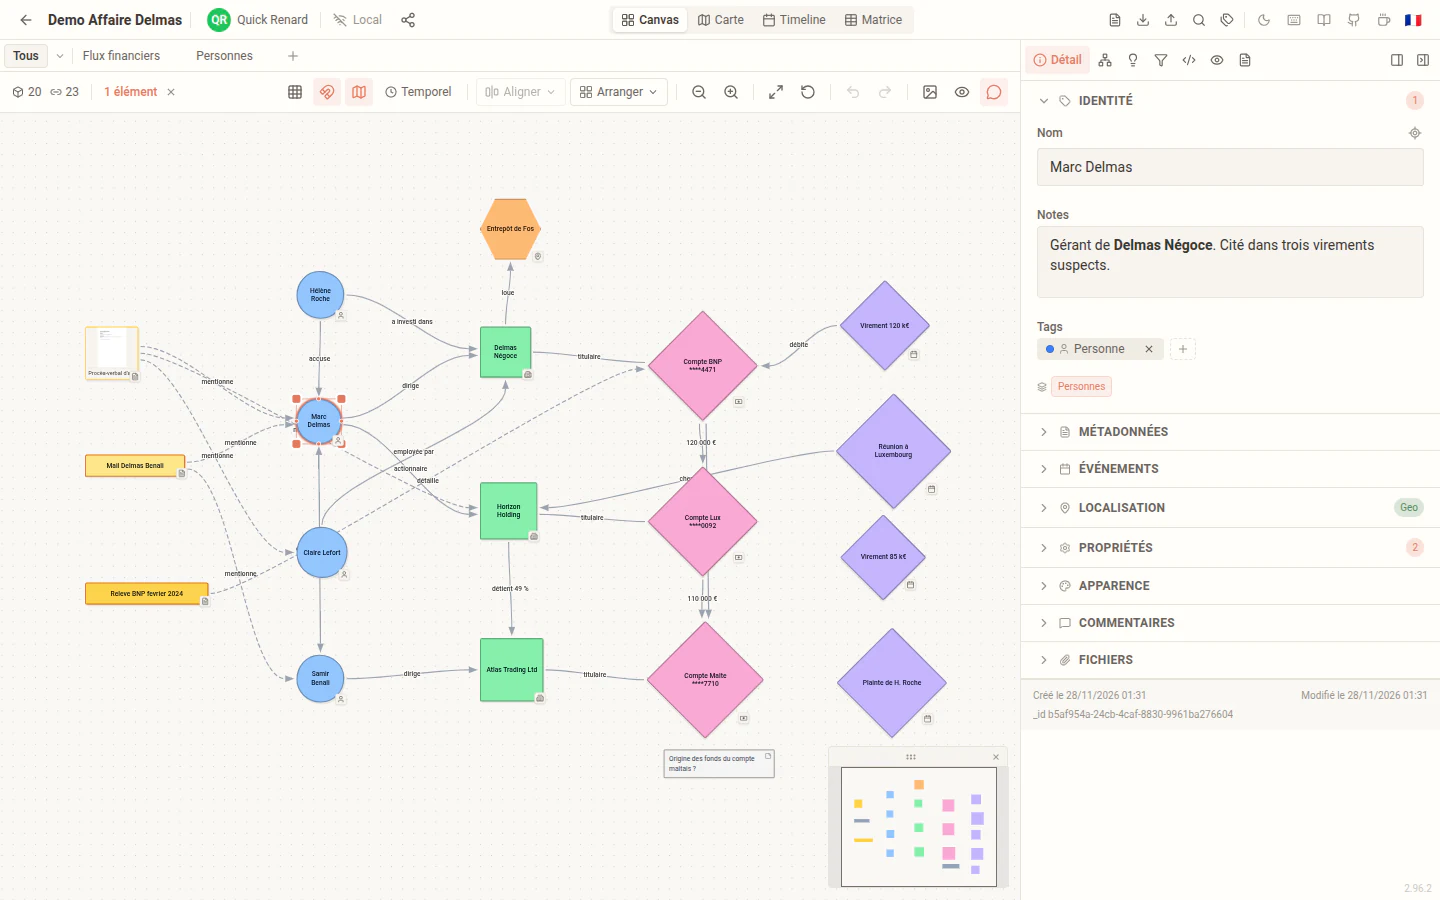 Demo Affaire Delmas
QR
Quick Renard
Local
Canvas
Carte
Timeline
Matrice
Tous
Flux financiers
Personnes
20
23
1 élément
Temporel
Aligner
Arranger
Détail
IDENTITÉ
1
Nom
Marc Delmas
Notes
Gérant de Delmas Négoce. Cité dans trois virements
suspects.
Tags
Personne
Personnes
MÉTADONNÉES
ÉVÉNEMENTS
LOCALISATION
Geo
PROPRIÉTÉS
2
APPARENCE
COMMENTAIRES
FICHIERS
Créé le 28/11/2026 01:31
Modifié le 28/11/2026 01:31
_id b5af954a-24cb-4caf-8830-9961ba276604
2.96.2
Entrepôt de Fos
loue
Hélène
Roche
a investi dans
accuse
Delmas
Négoce
titulaire
Compte BNP
****4471
débite
Virement 120 k€
Procès-verbal d'a
mentionne
dirige
Marc
Delmas
mentionne
mentionne
Mail Delmas Benali
employée par
actionnaire
détaille
120 000 €
Réunion à
Luxembourg
Horizon
Holding
titulaire
Compte Lux
****0092
Claire Lefort
Virement 85 k€
mentionne
Releve BNP fevrier 2024
détient 49 %
110 000 €
Samir
Benali
dirige
Atlas Trading Ltd
titulaire
Compte Malte
****7710
Plainte de H. Roche
Origine des fonds du compte
maltais ?